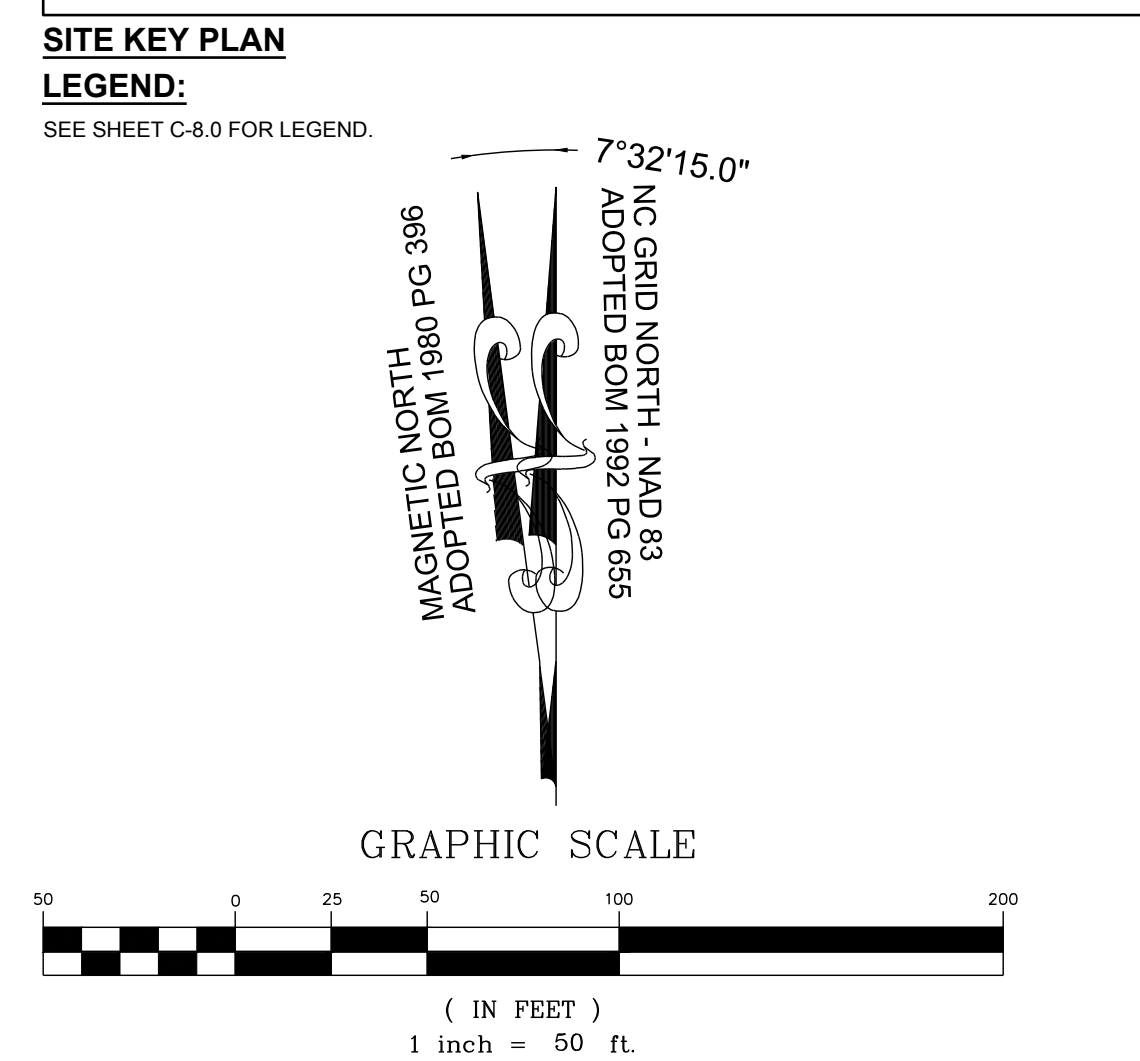 SITE KEY PLAN
LEGEND:
SEE SHEET C-8.0 FOR LEGEND.
7°32'15.0"
MAGNETIC NORTH
ADOPTED BOM 1980 PG 396
NC GRID NORTH - NAD 83
ADOPTED BOM 1992 PG 655
GRAPHIC SCALE
50 0 25 50 100 200
( IN FEET )
1 inch = 50 ft.